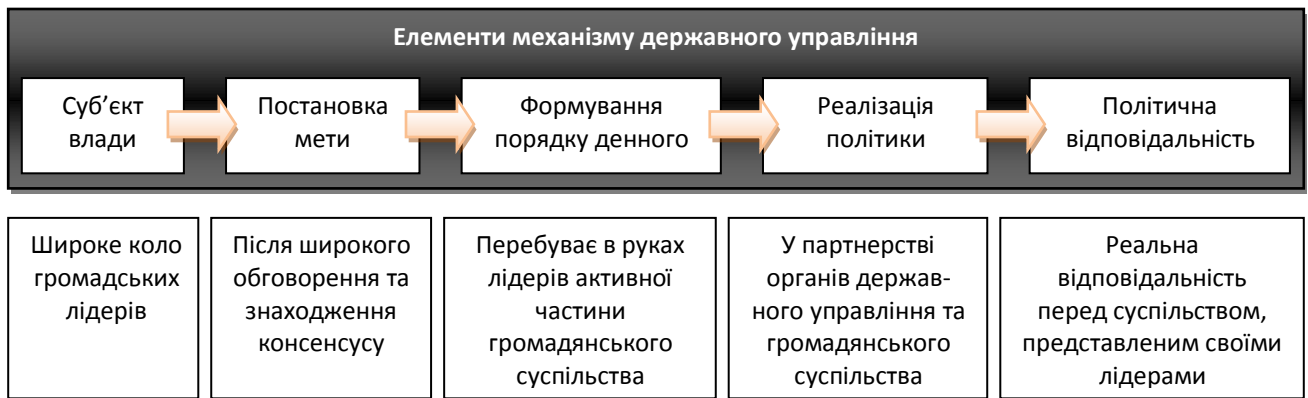 Елементи механізму державного управління
Суб’єкт
влади
Постановка
мети
Формування
порядку денного
Реалізація
політики
Політична
відповідальність
Широке коло
громадських
лідерів
Після широкого
обговорення та
знаходження
консенсусу
Перебуває в руках
лідерів активної
частини
громадянського
суспільства
У партнерстві
органів держав-
ного управління та
громадянського
суспільства
Реальна
відповідальність
перед суспільством,
представленим своїми
лідерами